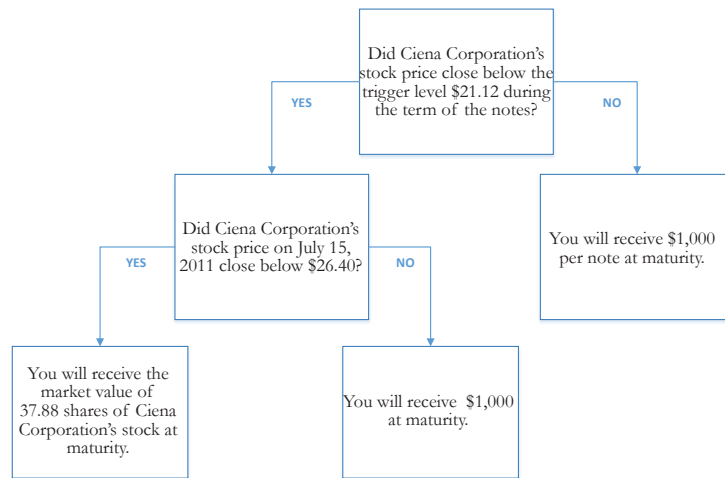 Did Ciena Corporation's
stock price close below the
trigger level $21.12 during
the term of the notes?
YES
NO
Did Ciena Corporation's
stock price on July 15,
2011 close below $26.40?
You will receive $1,000
per note at maturity.
YES
NO
You will receive the
market value of
37.88 shares of Ciena
Corporation's stock at
maturity.
You will receive $1,000
at maturity.